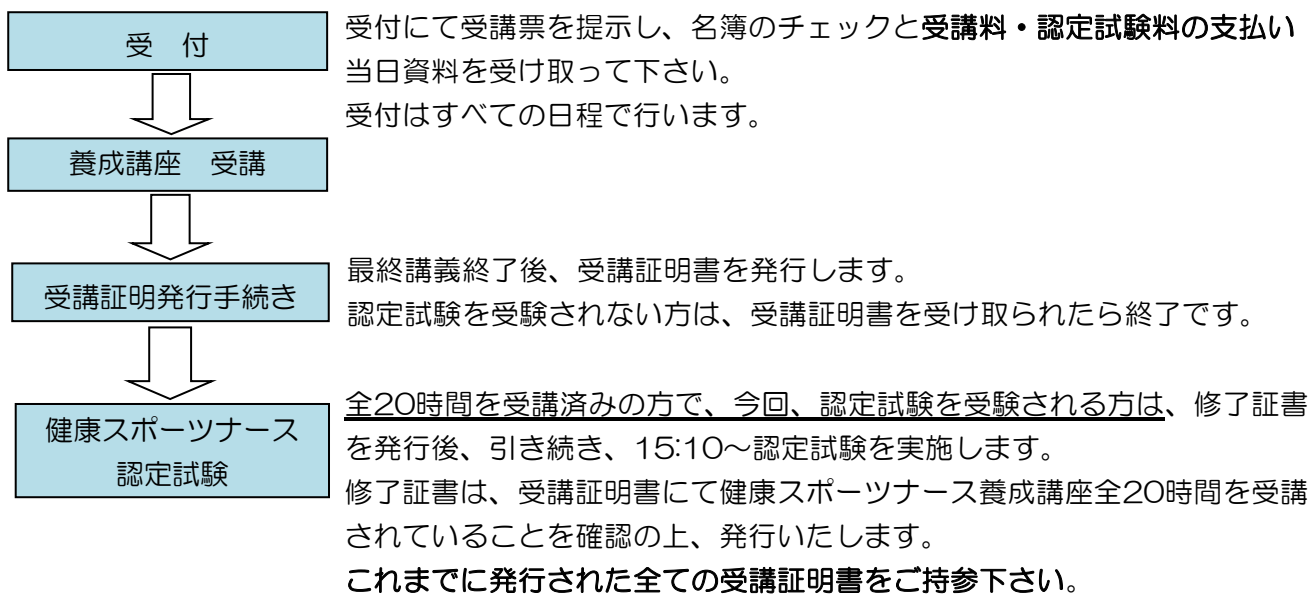 受　付
受付にて受講票を提示し、名簿のチェックと受講料・認定試験料の支払い
当日資料を受け取って下さい。
受付はすべての日程で行います。
養成講座　受講
受講証明発行手続き
最終講義終了後、受講証明書を発行します。
認定試験を受験されない方は、受講証明書を受け取られたら終了です。
健康スポーツナース
認定試験
全20時間を受講済みの方で、今回、認定試験を受験される方は、修了証書
を発行後、引き続き、15:10～認定試験を実施します。
修了証書は、受講証明書にて健康スポーツナース養成講座全20時間を受講
されていることを確認の上、発行いたします。
これまでに発行された全ての受講証明書をご持参下さい。